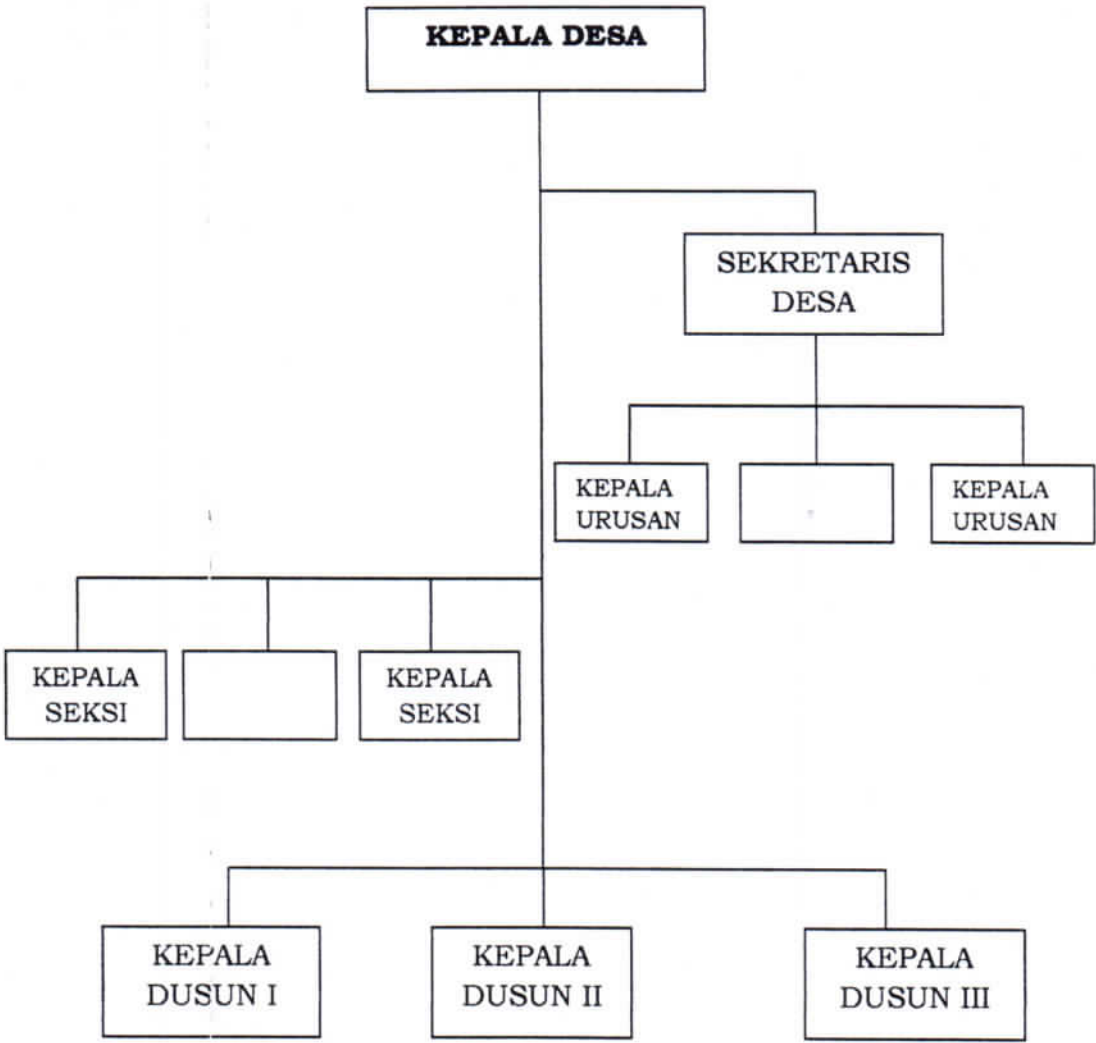 KEPALA DESA
SEKRETARIS
DESA
KEPALA
URUSAN
KEPALA
URUSAN
KEPALA
SEKSI
KEPALA
SEKSI
KEPALA
DUSUN I
KEPALA
DUSUN II
KEPALA
DUSUN III